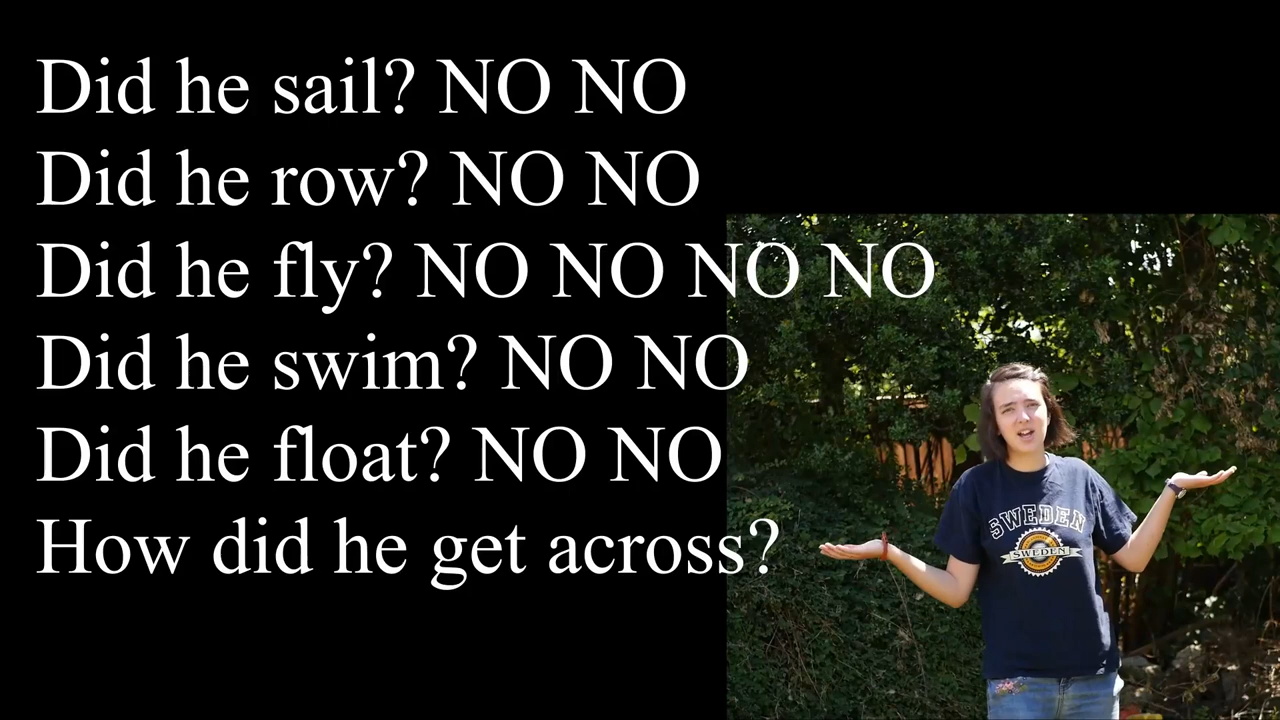 Did he sail? NO NO
Did he row? NO NO
Did he fly? NO NO NO NO
Did he swim? NO NO
Did he float? NO NO
How did he get across?
SWEDEN
SWEDEN